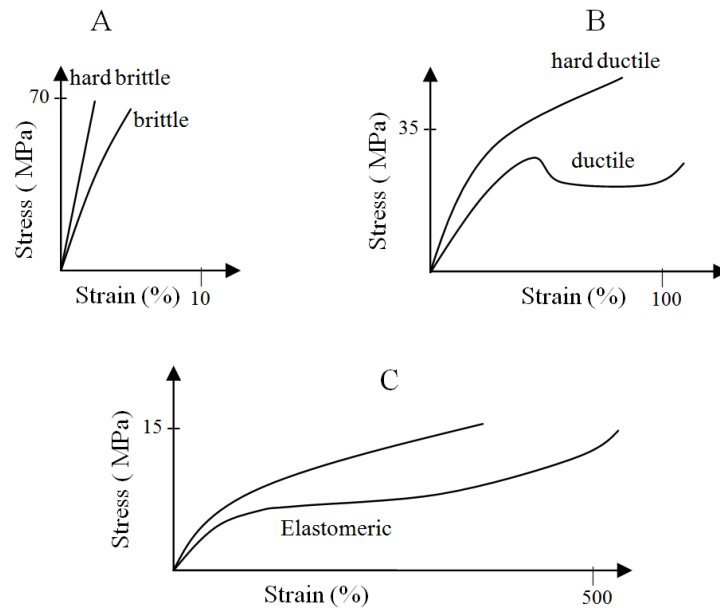 A
hard brittle
70
brittle
Stress ( MPa)
Strain (%)
10
B
hard ductile
35
ductile
Stress ( MPa)
Strain (%)
100
C
15
Stress ( MPa)
Elastomeric
Strain (%)
500